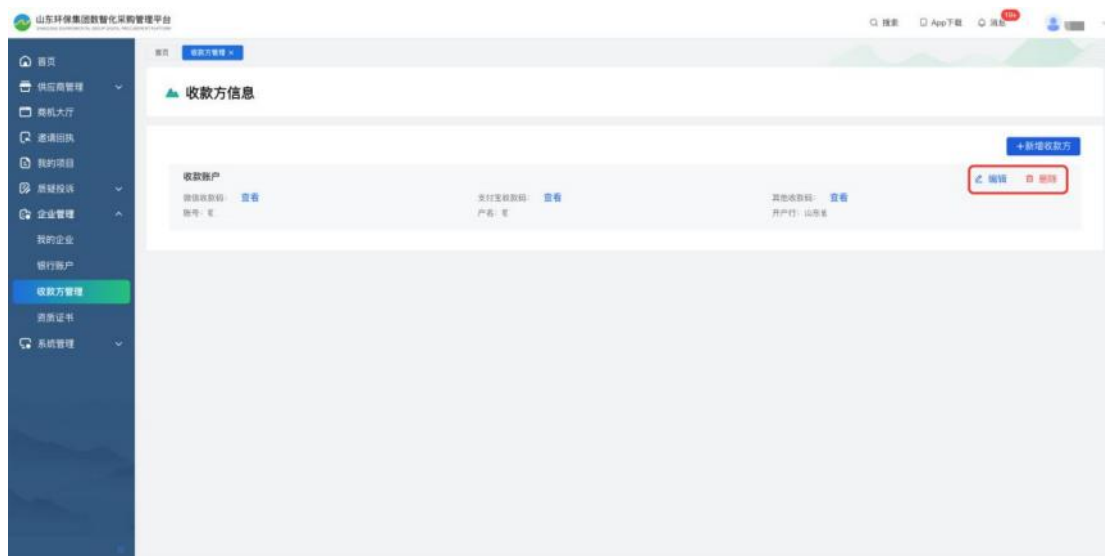 山东环保集团数智化采购管理平台
搜索 App下载 消息
首页 收款方管理 ×
首页
供应商管理
商机大厅
邀请回执
我的项目
质疑投诉
企业管理
我的企业
银行账户
收款方管理
资质证书
系统管理
收款方信息
+新增收款方
收款账户 编辑 删除
微信收款码: 查看 支付宝收款码: 查看 其他收款码: 查看
账号: 户名: 开户行: 山东省